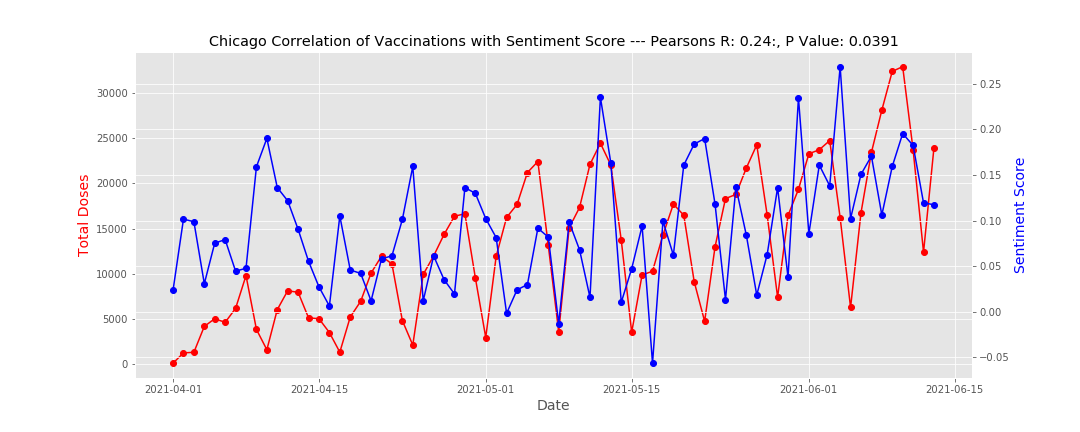 Chicago Correlation of Vaccinations with Sentiment Score --- Pearsons R: 0.24:, P Value: 0.0391
Total Doses
30000
25000
20000
15000
10000
5000
0
0.25
0.20
0.15
0.10
0.05
0.00
−0.05
Sentiment Score
2021-04-01 2021-04-15 2021-05-01 2021-05-15 2021-06-01 2021-06-15
Date